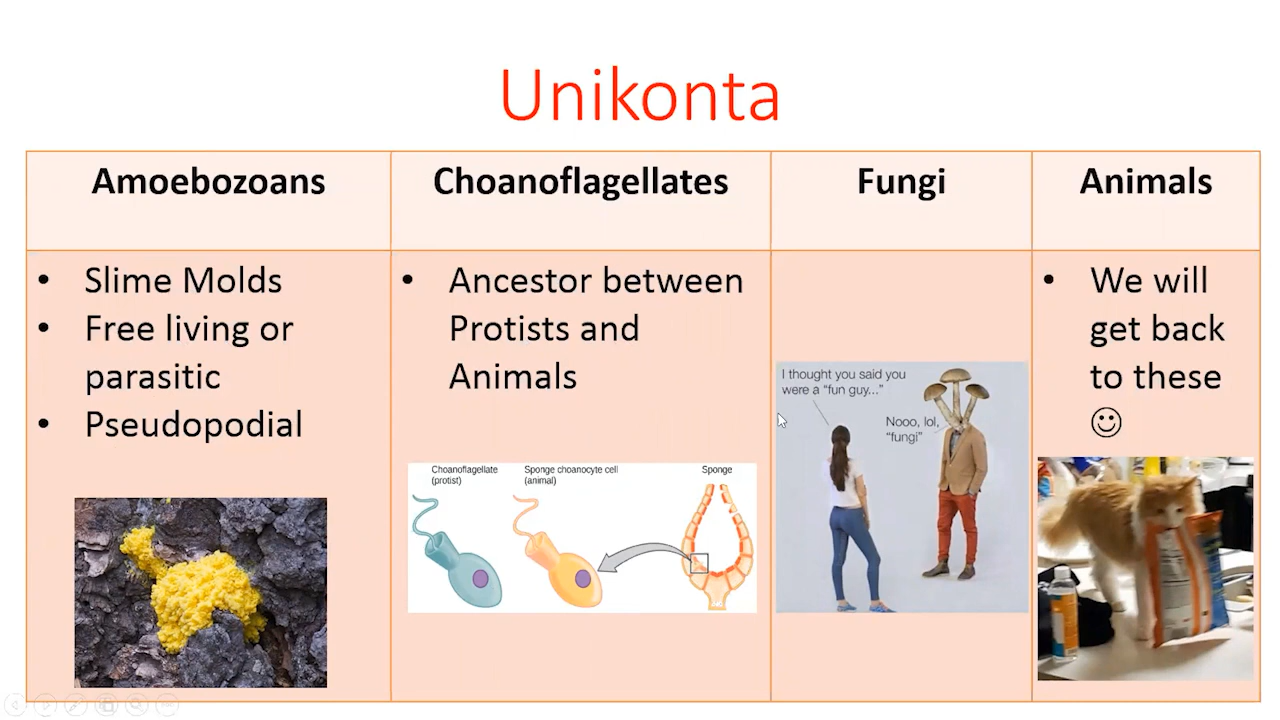 Unikonta
Amoebozoans
Choanoflagellates
Fungi
Animals
• Slime Molds
• Free living or
parasitic
• Pseudopodial
• Ancestor between
Protists and
Animals
Choanoflagellate
(protist)
Sponge choanocyte cell
(animal)
Sponge
I thought you said you
were a “fun guy...”
Nooo, lol,
“fungi”
• We will
get back
to these
☺